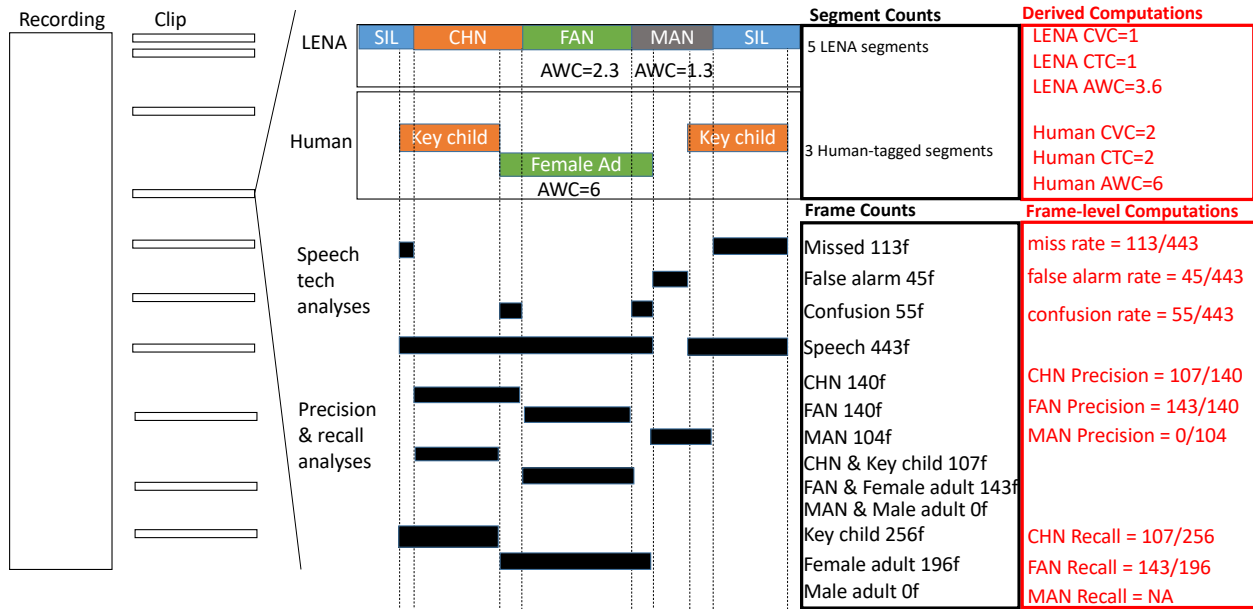 Recording
Clip
Segment Counts
Derived Computations
LENA
SIL
CHN
FAN
MAN
SIL
5 LENA segments
LENA CVC=1
AWC=2.3
AWC=1.3
LENA CTC=1
LENA AWC=3.6
Human
Key child
Key child
Female Ad
AWC=6
3 Human-tagged segments
Human CVC=2
Human CTC=2
Human AWC=6
Frame Counts
Frame-level Computations
Speech
tech
analyses
Missed 113f
miss rate = 113/443
False alarm 45f
false alarm rate = 45/443
Confusion 55f
confusion rate = 55/443
Speech 443f
Precision
& recall
analyses
CHN 140f
CHN Precision = 107/140
FAN 140f
FAN Precision = 143/140
MAN 104f
MAN Precision = 0/104
CHN & Key child 107f
FAN & Female adult 143f
MAN & Male adult 0f
Key child 256f
CHN Recall = 107/256
Female adult 196f
FAN Recall = 143/196
Male adult 0f
MAN Recall = NA